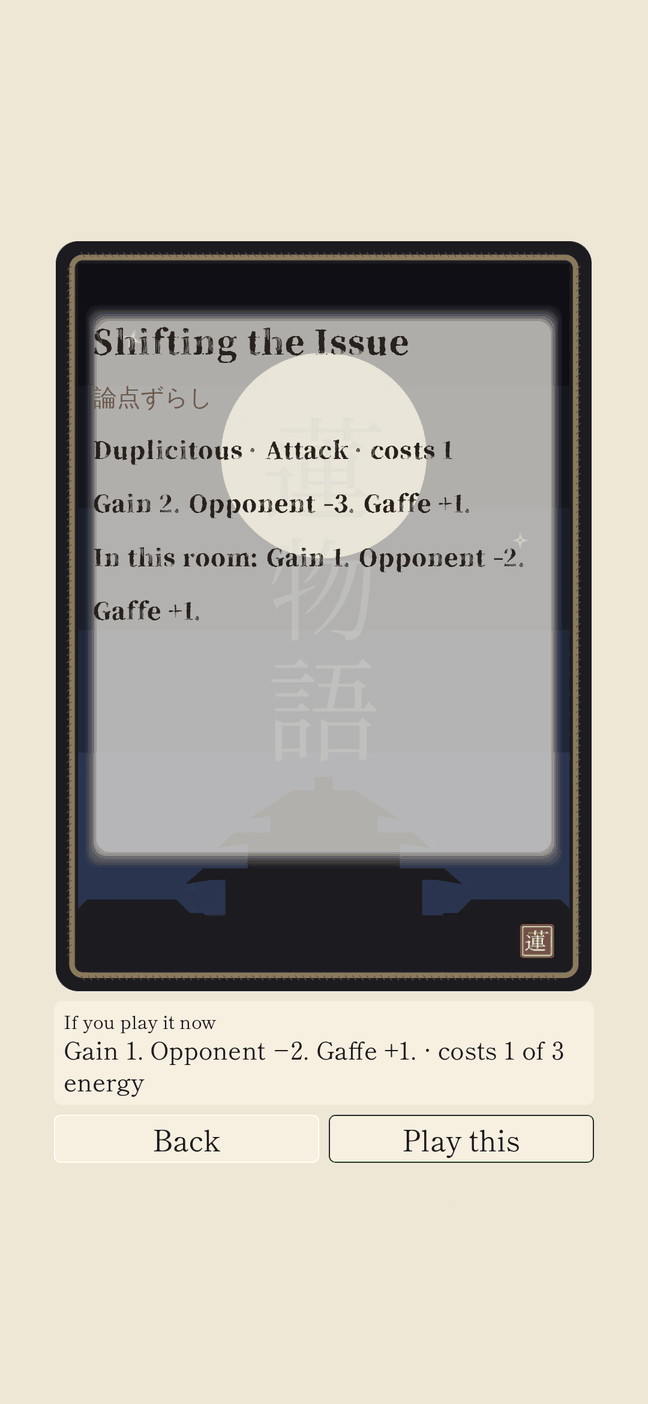 Shifting the Issue
論点ずらし
Duplicitous · Attack · costs 1
Gain 2. Opponent -3. Gaffe +1.
In this room: Gain 1. Opponent -2.
Gaffe +1.
蓮
物
語
蓮
If you play it now
Gain 1. Opponent −2. Gaffe +1. · costs 1 of 3
energy
Back
Play this